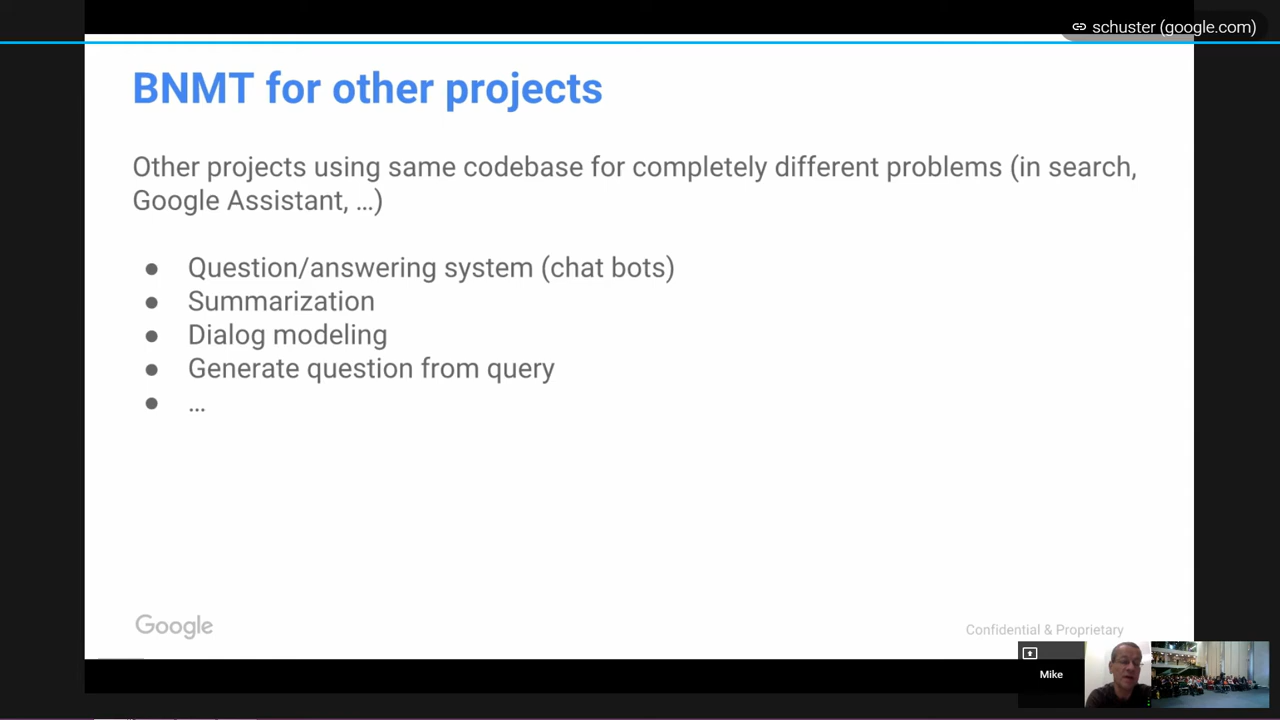 schuster (google.com)
BNMT for other projects
Other projects using same codebase for completely different problems (in search,
Google Assistant, …)
● Question/answering system (chat bots)
● Summarization
● Dialog modeling
● Generate question from query
● …
Google
Confidential & Proprietary
Mike